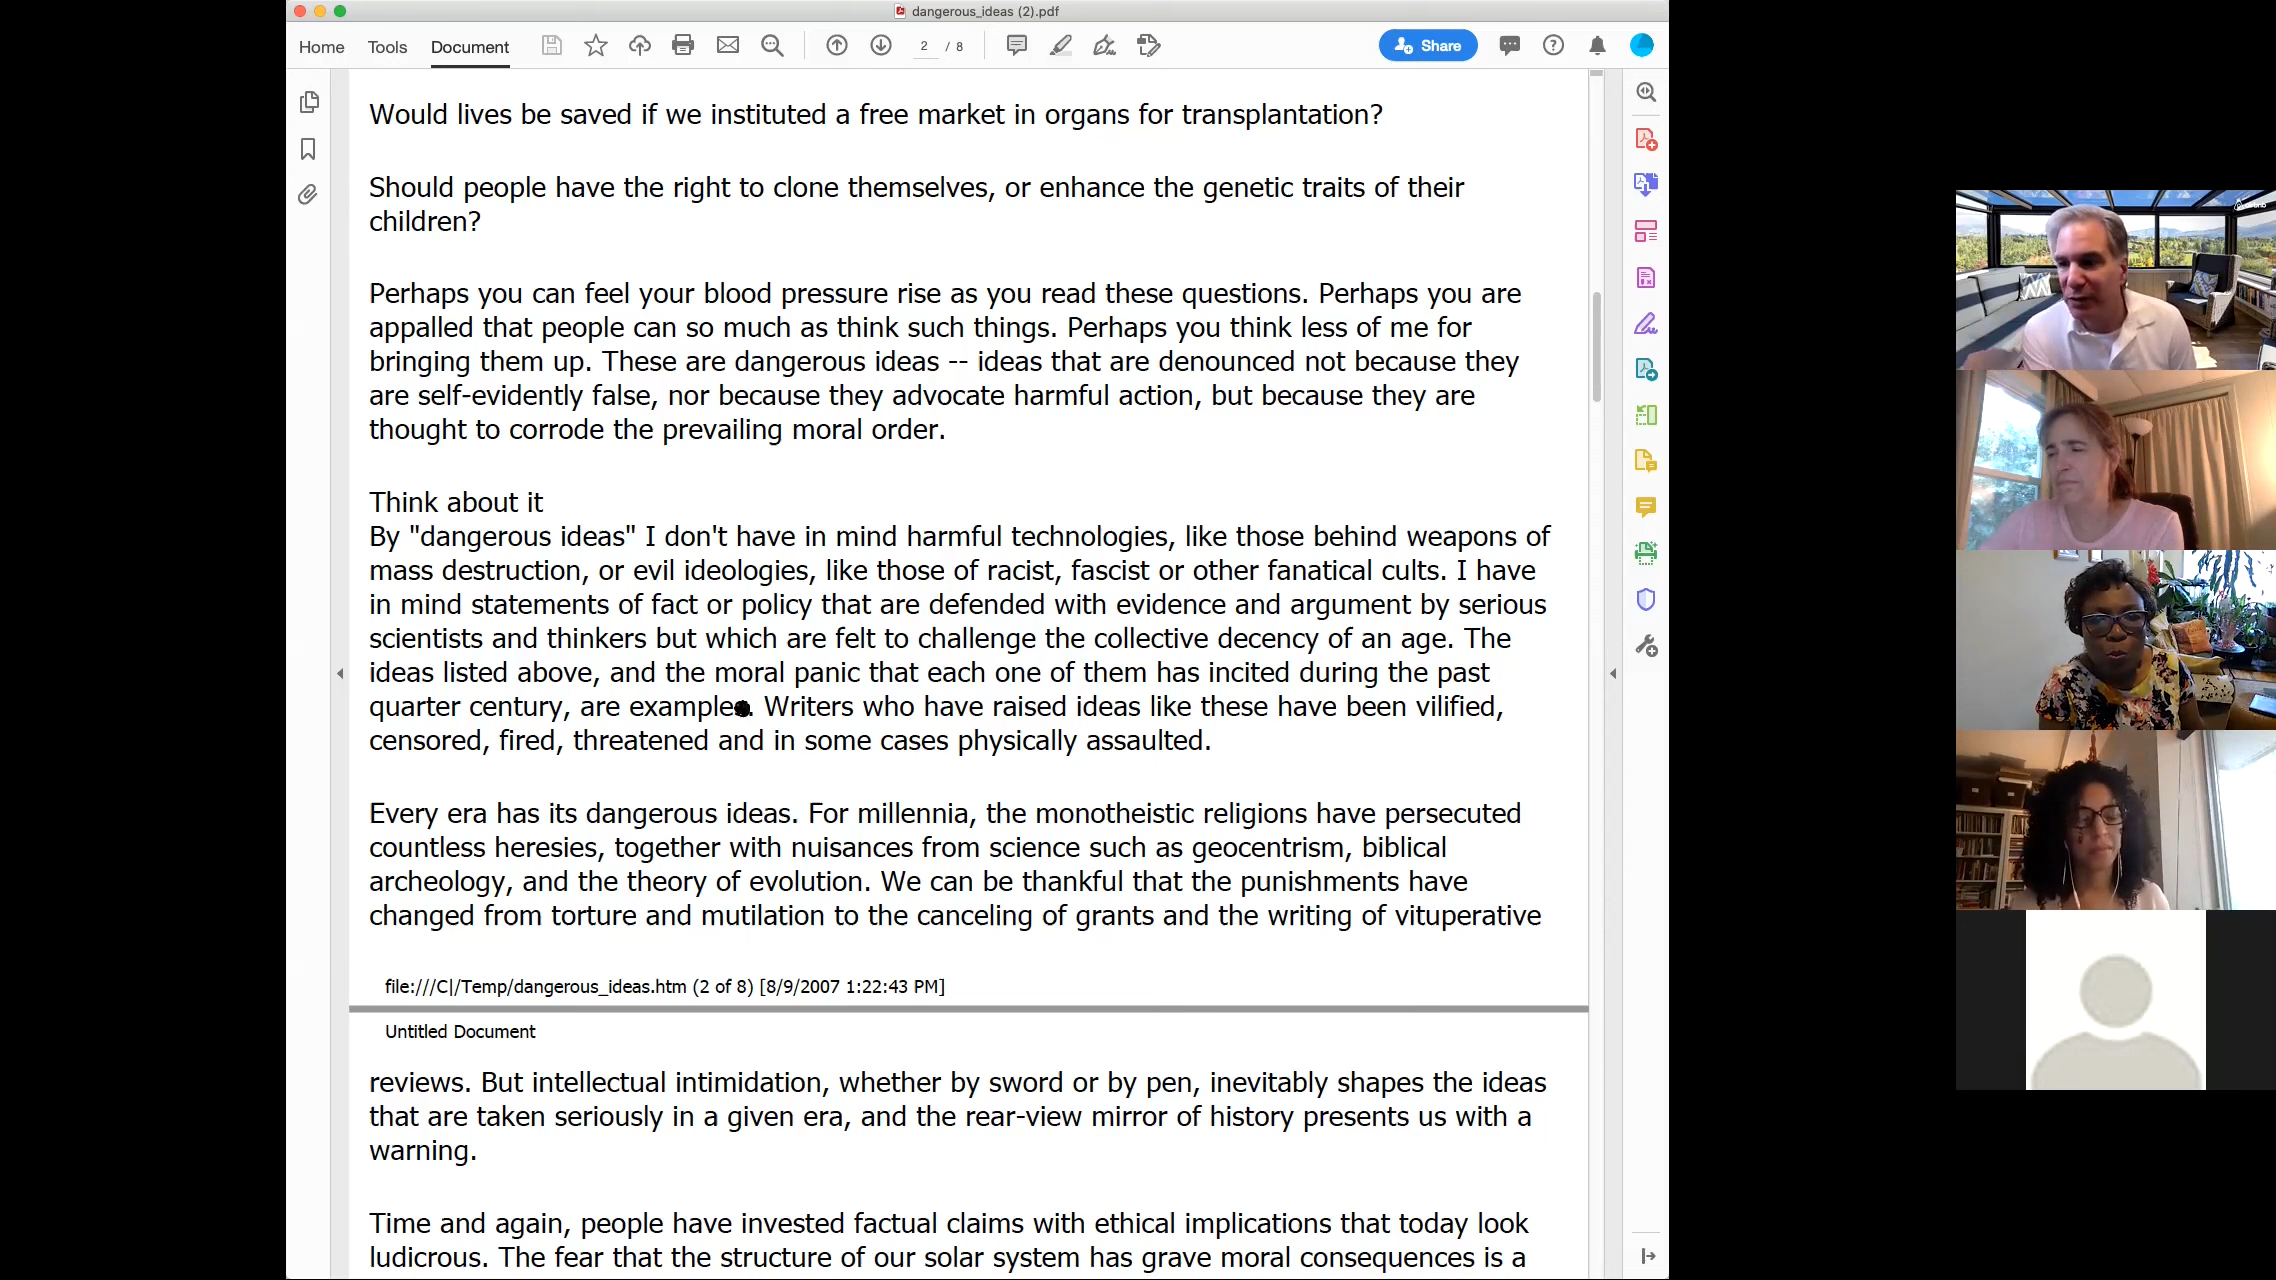 dangerous_ideas (2).pdf
Home Tools Document 2 / 8 Share
Would lives be saved if we instituted a free market in organs for transplantation?
Should people have the right to clone themselves, or enhance the genetic traits of their
children?
Perhaps you can feel your blood pressure rise as you read these questions. Perhaps you are
appalled that people can so much as think such things. Perhaps you think less of me for
bringing them up. These are dangerous ideas -- ideas that are denounced not because they
are self-evidently false, nor because they advocate harmful action, but because they are
thought to corrode the prevailing moral order.
Think about it
By "dangerous ideas" I don't have in mind harmful technologies, like those behind weapons of
mass destruction, or evil ideologies, like those of racist, fascist or other fanatical cults. I have
in mind statements of fact or policy that are defended with evidence and argument by serious
scientists and thinkers but which are felt to challenge the collective decency of an age. The
ideas listed above, and the moral panic that each one of them has incited during the past
quarter century, are examples. Writers who have raised ideas like these have been vilified,
censored, fired, threatened and in some cases physically assaulted.
Every era has its dangerous ideas. For millennia, the monotheistic religions have persecuted
countless heresies, together with nuisances from science such as geocentrism, biblical
archeology, and the theory of evolution. We can be thankful that the punishments have
changed from torture and mutilation to the canceling of grants and the writing of vituperative
file:///C|/Temp/dangerous_ideas.htm (2 of 8) [8/9/2007 1:22:43 PM]
Untitled Document
reviews. But intellectual intimidation, whether by sword or by pen, inevitably shapes the ideas
that are taken seriously in a given era, and the rear-view mirror of history presents us with a
warning.
Time and again, people have invested factual claims with ethical implications that today look
ludicrous. The fear that the structure of our solar system has grave moral consequences is a